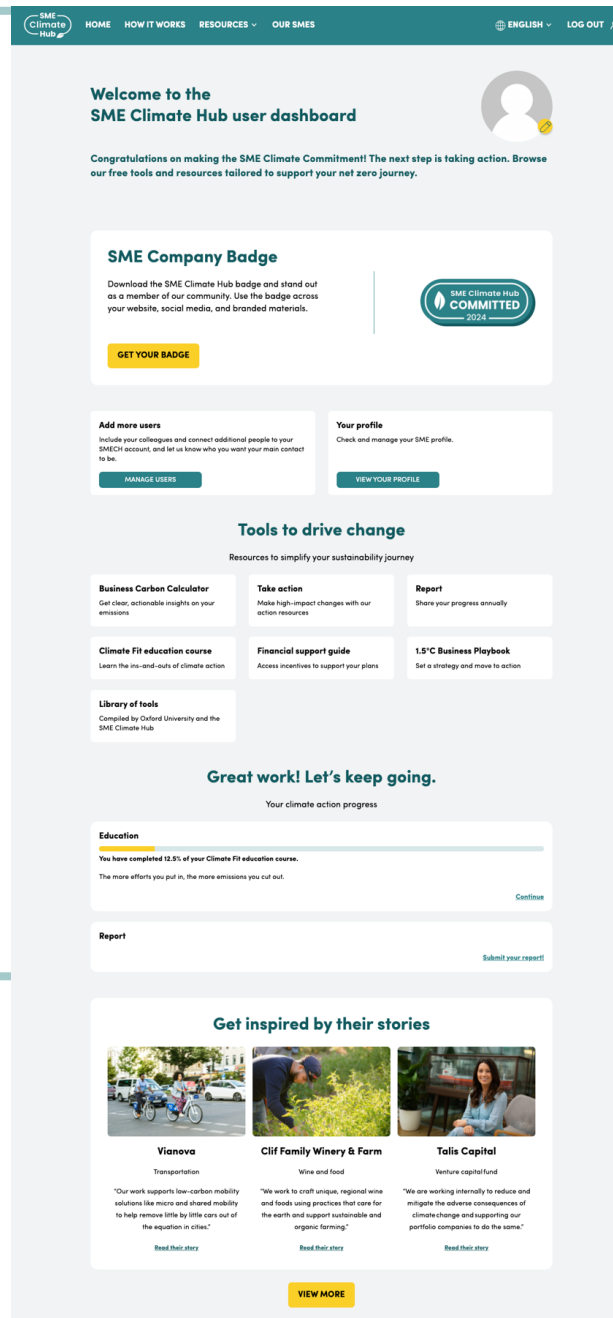 SME
Climate
Hub
HOME HOW IT WORKS RESOURCES OUR SMES ENGLISH LOG OUT
Welcome to the
SME Climate Hub user dashboard
Congratulations on making the SME Climate Commitment! The next step is taking action. Browse
our free tools and resources tailored to support your net zero journey.
SME Company Badge
Download the SME Climate Hub badge and stand out
as a member of our community. Use the badge across
your website, social media, and branded materials.
GET YOUR BADGE
SME Climate Hub
COMMITTED
2024
Add more users
Include your colleagues and connect additional people to your
SMECH account, and let us know who you want your main contact
to be.
MANAGE USERS
Your profile
Check and manage your SME profile.
VIEW YOUR PROFILE
Tools to drive change
Resources to simplify your sustainability journey
Business Carbon Calculator
Get clear, actionable insights on your
emissions
Take action
Make high-impact changes with our
action resources
Report
Share your progress annually
Climate Fit education course
Learn the ins-and-outs of climate action
Financial support guide
Access incentives to support your plans
1.5°C Business Playbook
Set a strategy and move to action
Library of tools
Compiled by Oxford University and the
SME Climate Hub
Great work! Let's keep going.
Your climate action progress
Education
You have completed 12.5% of your Climate Fit education course.
The more efforts you put in, the more emissions you cut out.
Continue
Report
Submit your report!
Get inspired by their stories
Vianova
Transportation
"Our work supports low-carbon mobility
solutions like micro and shared mobility
to help remove little by little cars out of
the equation in cities."
Read their story
Clif Family Winery & Farm
Wine and food
"We work to craft unique, regional wine
and foods using practices that care for
the earth and support sustainable and
organic farming."
Read their story
Talis Capital
Venture capital fund
"We are working internally to reduce and
mitigate the adverse consequences of
climate change and supporting our
portfolio companies to do the same."
Read their story
VIEW MORE